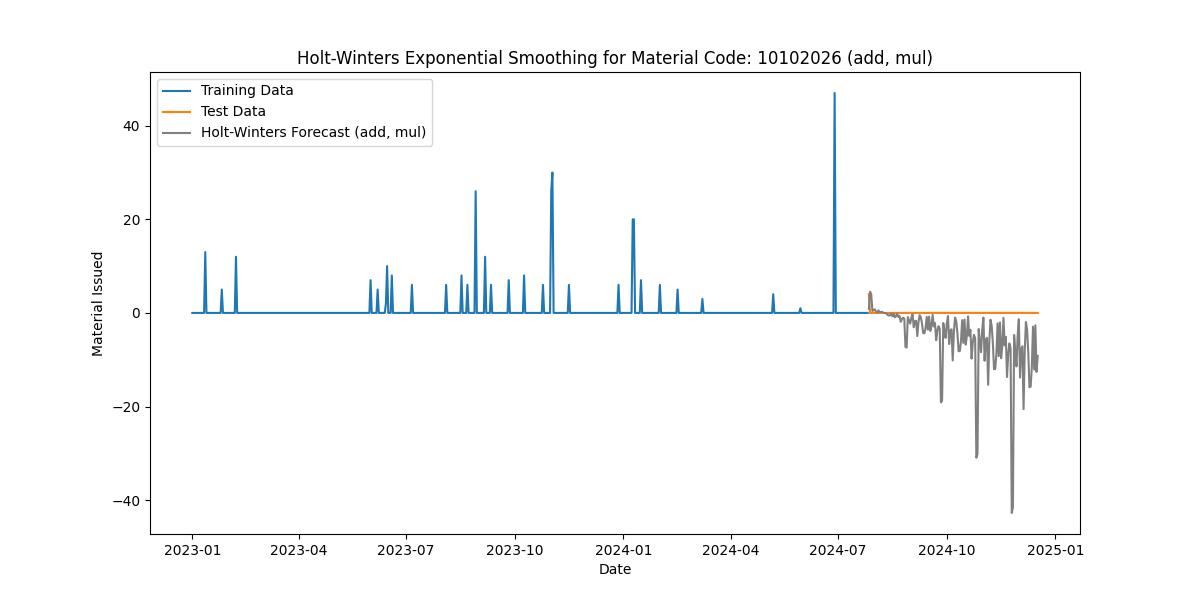 Holt-Winters Exponential Smoothing for Material Code: 10102026 (add, mul)
Training Data
Test Data
Holt-Winters Forecast (add, mul)
Material Issued
40
20
0
−20
−40
2023-01 2023-04 2023-07 2023-10 2024-01 2024-04 2024-07 2024-10 2025-01
Date